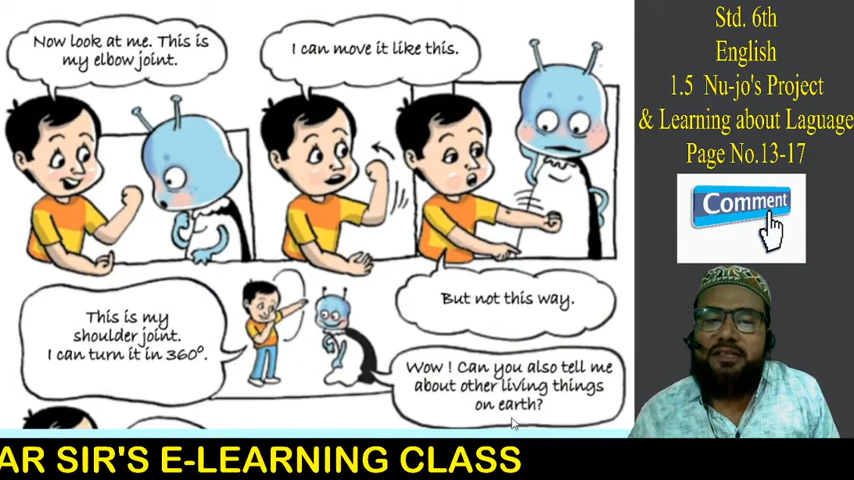 Now look at me. This is
my elbow joint.
I can move it like this.
But not this way.
This is my
shoulder joint.
I can turn it in 360°.
Wow ! Can you also tell me
about other living things
on earth?
Std. 6th
English
1.5 Nu-jo's Project
& Learning about Laguage
Page No.13-17
Comment
AR SIR'S E-LEARNING CLASS